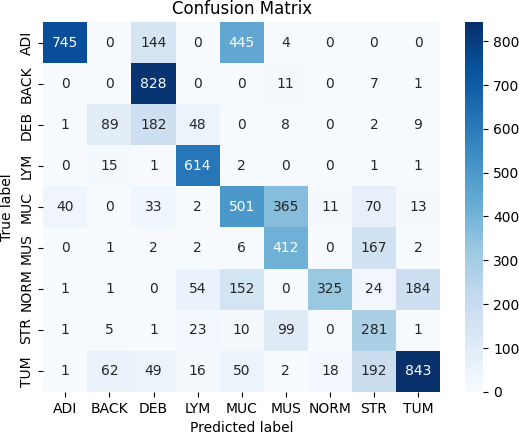 Confusion Matrix
True label
ADI 745 0 144 0 445 4 0 0 0
BACK 0 0 828 0 0 11 0 7 1
DEB 1 89 182 48 0 8 0 2 9
LYM 0 15 1 614 2 0 0 1 1
MUC 40 0 33 2 501 365 11 70 13
MUS 0 1 2 2 6 412 0 167 2
NORM 1 1 0 54 152 0 325 24 184
STR 1 5 1 23 10 99 0 281 1
TUM 1 62 49 16 50 2 18 192 843
ADI BACK DEB LYM MUC MUS NORM STR TUM
Predicted label
800
700
600
500
400
300
200
100
0